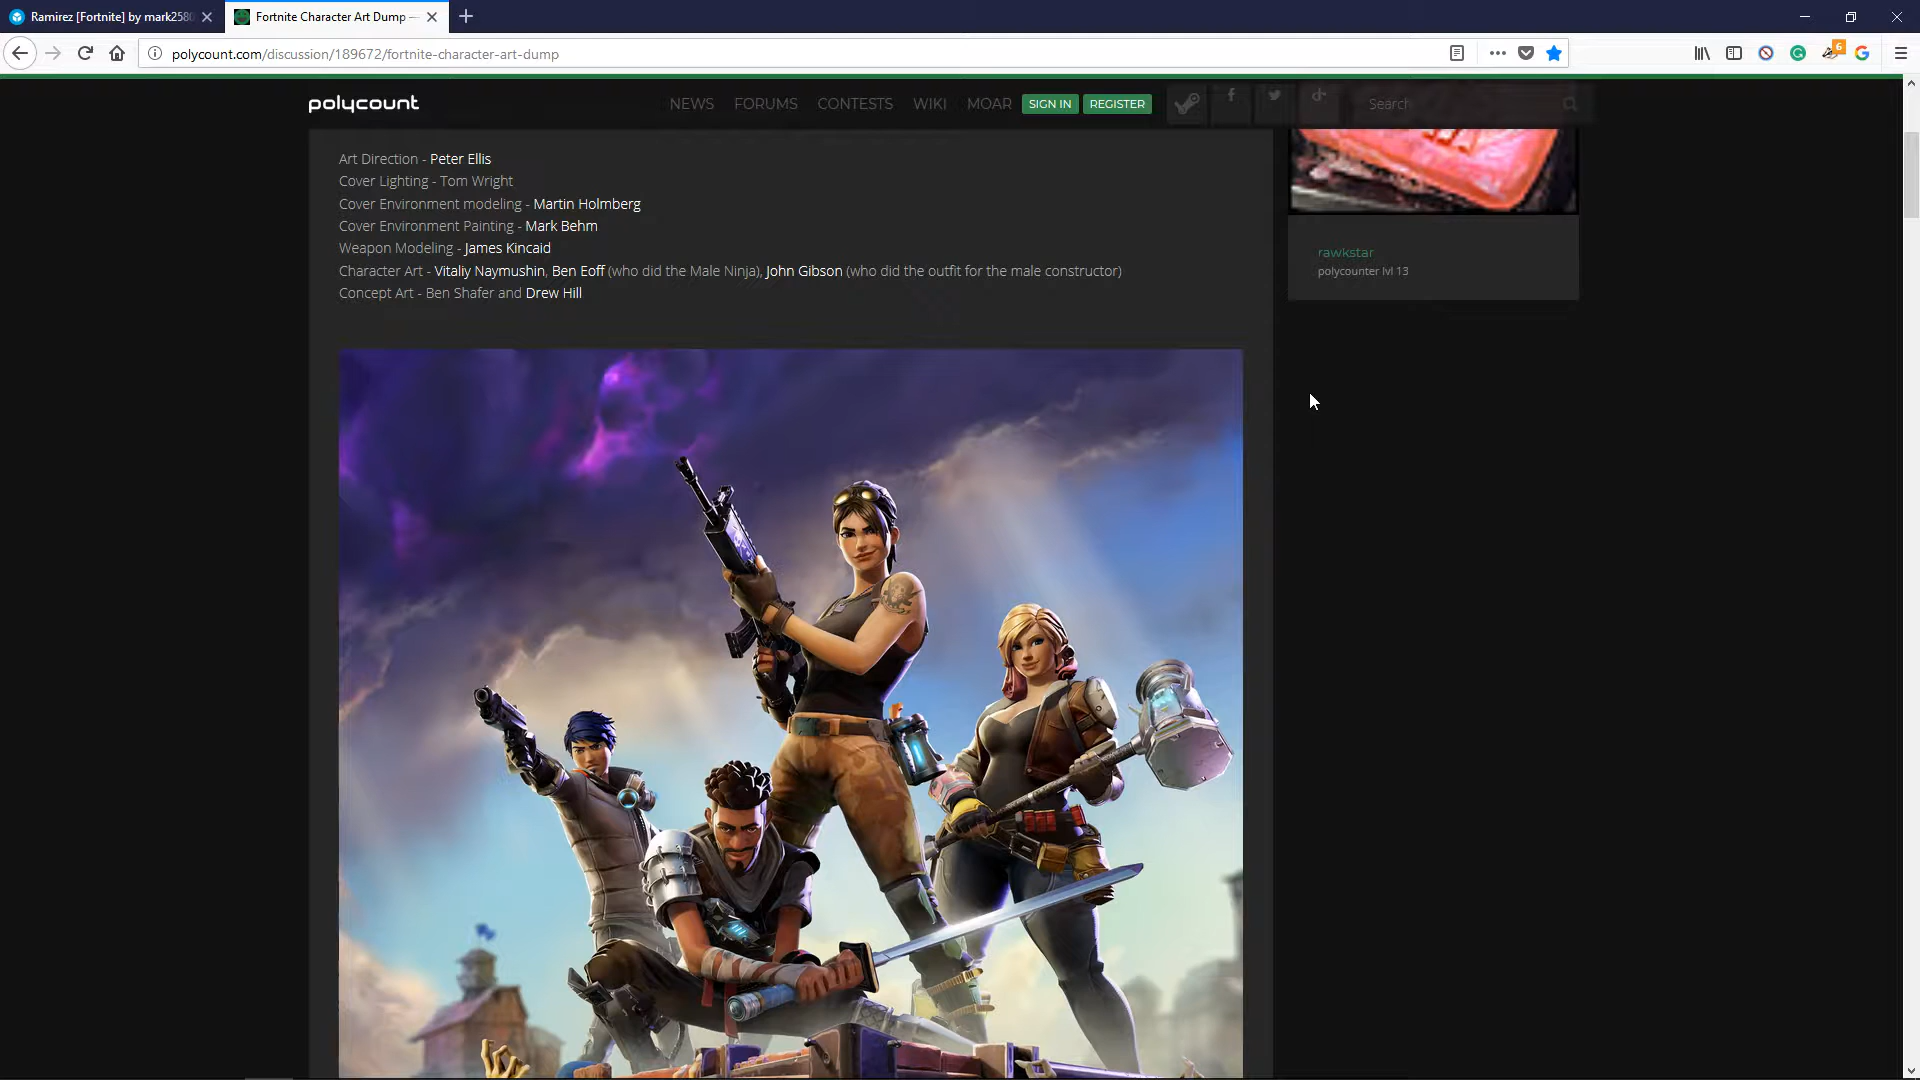 Ramirez [Fortnite] by mark2580
Fortnite Character Art Dump —
polycount.com/discussion/189672/fortnite-character-art-dump
6
polycount
NEWS FORUMS CONTESTS WIKI MOAR SIGN IN REGISTER
Search
Art Direction - Peter Ellis
Cover Lighting - Tom Wright
Cover Environment modeling - Martin Holmberg
Cover Environment Painting - Mark Behm
Weapon Modeling - James Kincaid
Character Art - Vitaliy Naymushin, Ben Eoff (who did the Male Ninja), John Gibson (who did the outfit for the male constructor)
Concept Art - Ben Shafer and Drew Hill
rawkstar
polycounter lvl 13